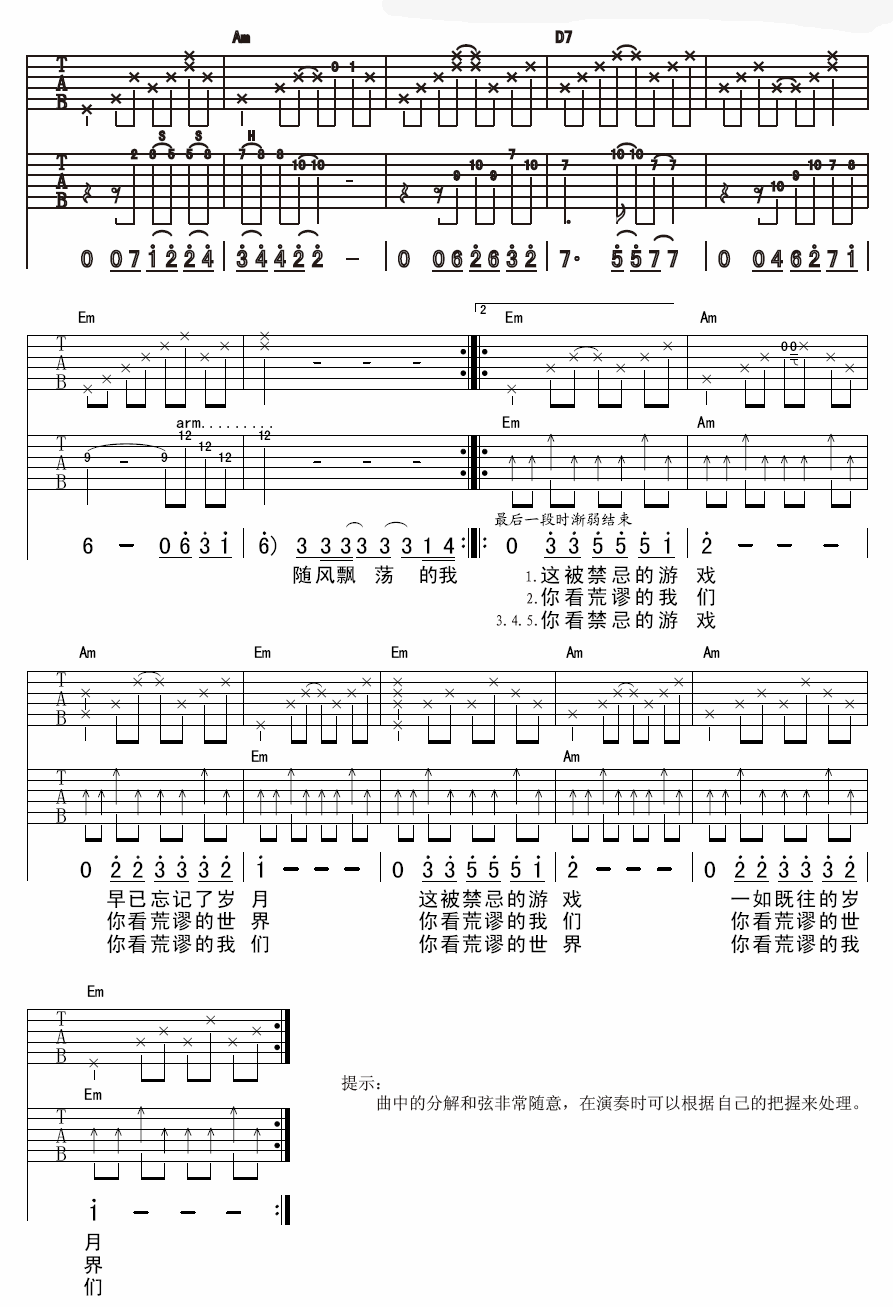 Am D7
T A B
S S H
2 6 5 5 8 7 8 8 10 10 - 9 10 9 7 10 7 10 10 7 7 10 9 10 7 8
0 0 7 1 2 2 4 3 4 4 2 2 - 0 0 6 2 6 3 2 7· 5 5 7 7 0 0 4 6 2 7 1
Em 2 Em Am
T A B
arm.........
Em Am
9 - 9 12 12 12 12 - -
最后一段时渐弱结束
6 - 0 6 3 1 6) 3 3 3 3 3 3 1 4 0 3 3 5 5 5 1 2 - - -
随风飘 荡 的我 1.这被禁忌的游 戏
2.你看荒谬的我 们
3.4.5.你看禁忌的游 戏
Am Em Em Am Am
T A B
Em Am
T A B
0 2 2 3 3 3 2 1 - - - 0 3 3 5 5 5 1 2 - - - 0 2 2 3 3 3 2
早已忘记了岁 月 这被禁忌的游 戏 一如既往的岁
你看荒谬的世 界 你看荒谬的我 们 你看荒谬的世
你看荒谬的我 们 你看荒谬的世 界 你看荒谬的我
Em
T A B
提示:
Em
曲中的分解和弦非常随意,在演奏时可以根据自己的把握来处理。
T A B
1 - - -
月
界
们